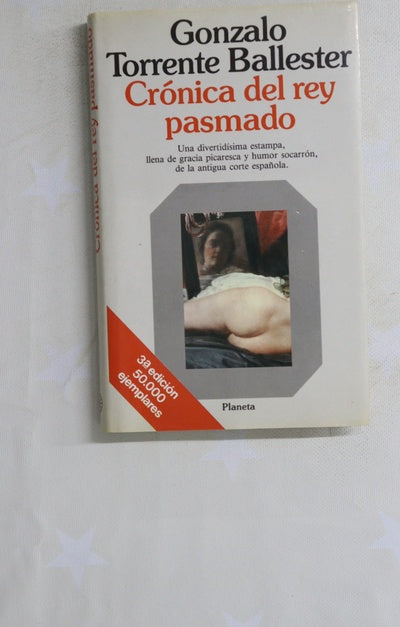 Gonzalo
Torrente Ballester
Crónica del rey
pasmado
Una divertidísima estampa,
llena de gracia picaresca y humor socarrón,
de la antigua corte española.
3a edición
50.000
ejemplares
Planeta
Crónica del rey pasmado